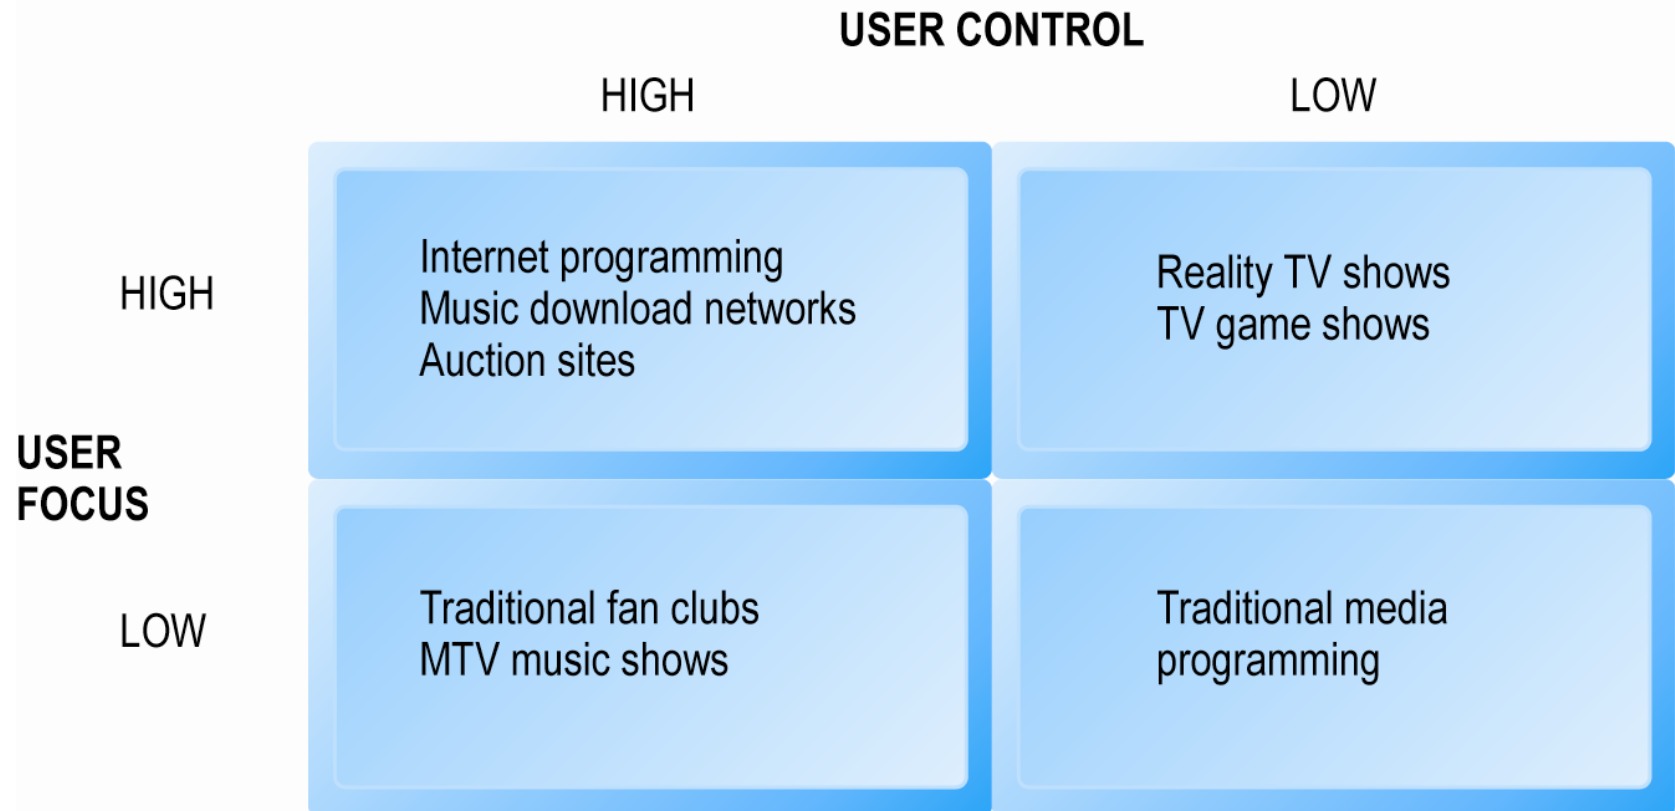 USER CONTROL
HIGH
LOW
HIGH
Internet programming
Music download networks
Auction sites
Reality TV shows
TV game shows
USER
FOCUS
LOW
Traditional fan clubs
MTV music shows
Traditional media
programming